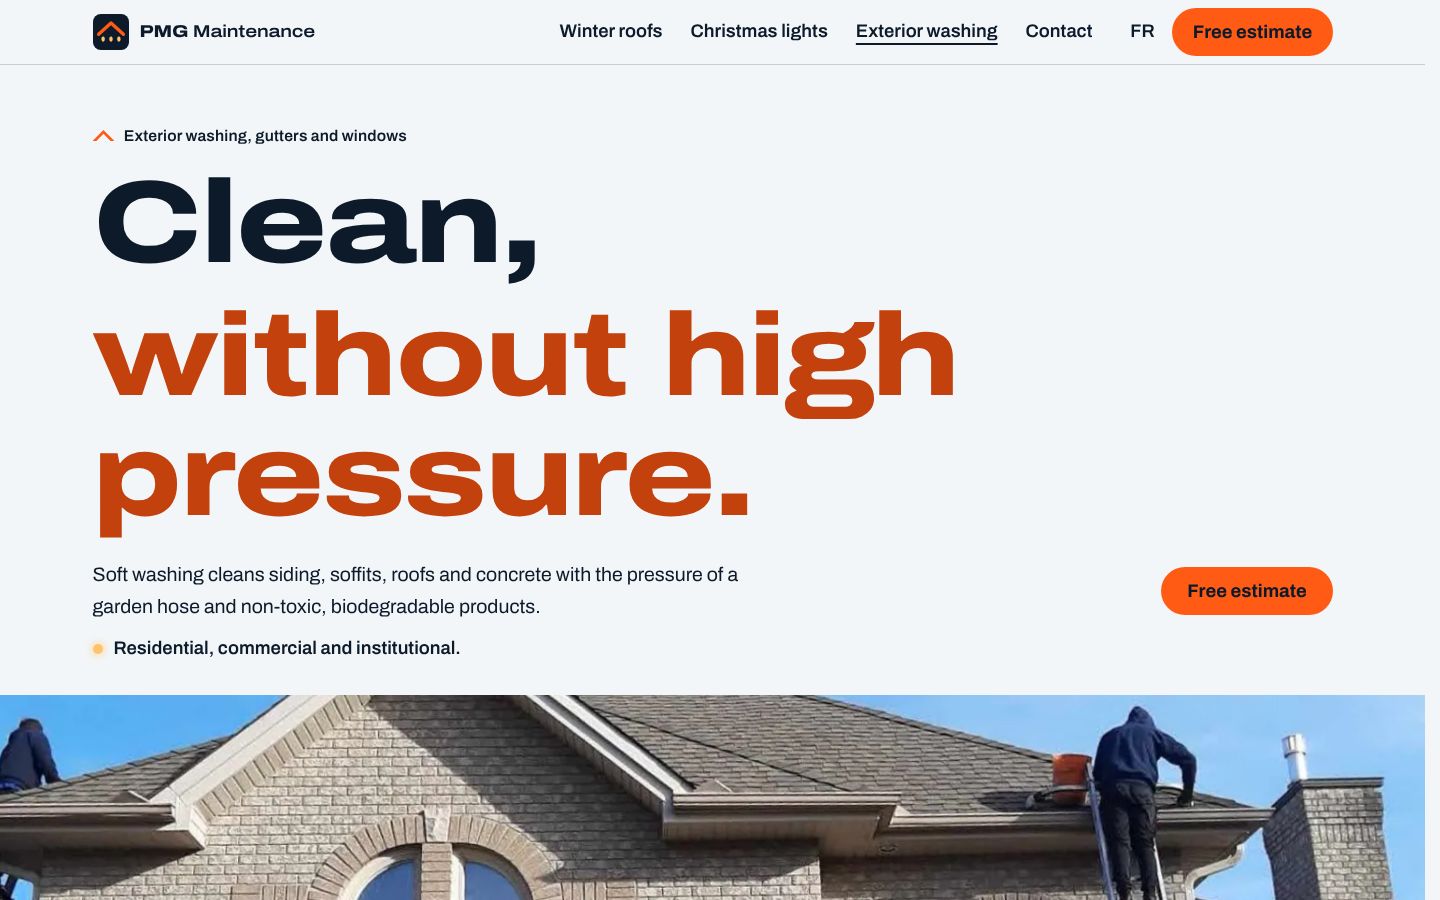 PMG Maintenance
Winter roofs
Christmas lights
Exterior washing
Contact
FR
Free estimate
Exterior washing, gutters and windows
Clean,
without high
pressure.
Soft washing cleans siding, soffits, roofs and concrete with the pressure of a
garden hose and non-toxic, biodegradable products.
Free estimate
Residential, commercial and institutional.